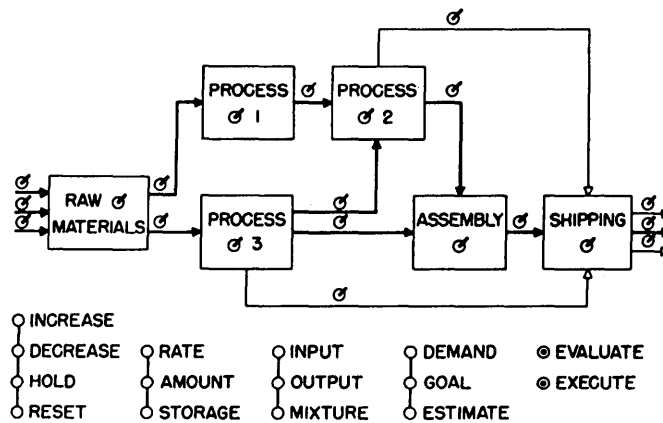 PROCESS
1
PROCESS
2
RAW
MATERIALS
PROCESS
3
ASSEMBLY
SHIPPING
INCREASE
DECREASE
HOLD
RESET
RATE
AMOUNT
STORAGE
INPUT
OUTPUT
MIXTURE
DEMAND
GOAL
ESTIMATE
EVALUATE
EXECUTE